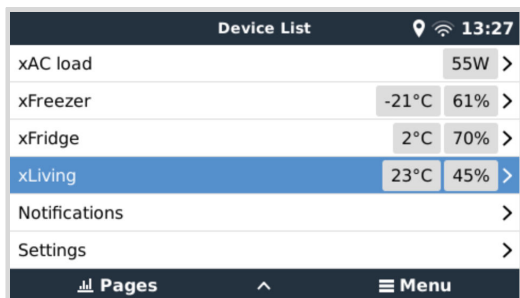 Device List 13:27
xAC load 55W
xFreezer -21°C 61%
xFridge 2°C 70%
xLiving 23°C 45%
Notifications
Settings
Pages Menu